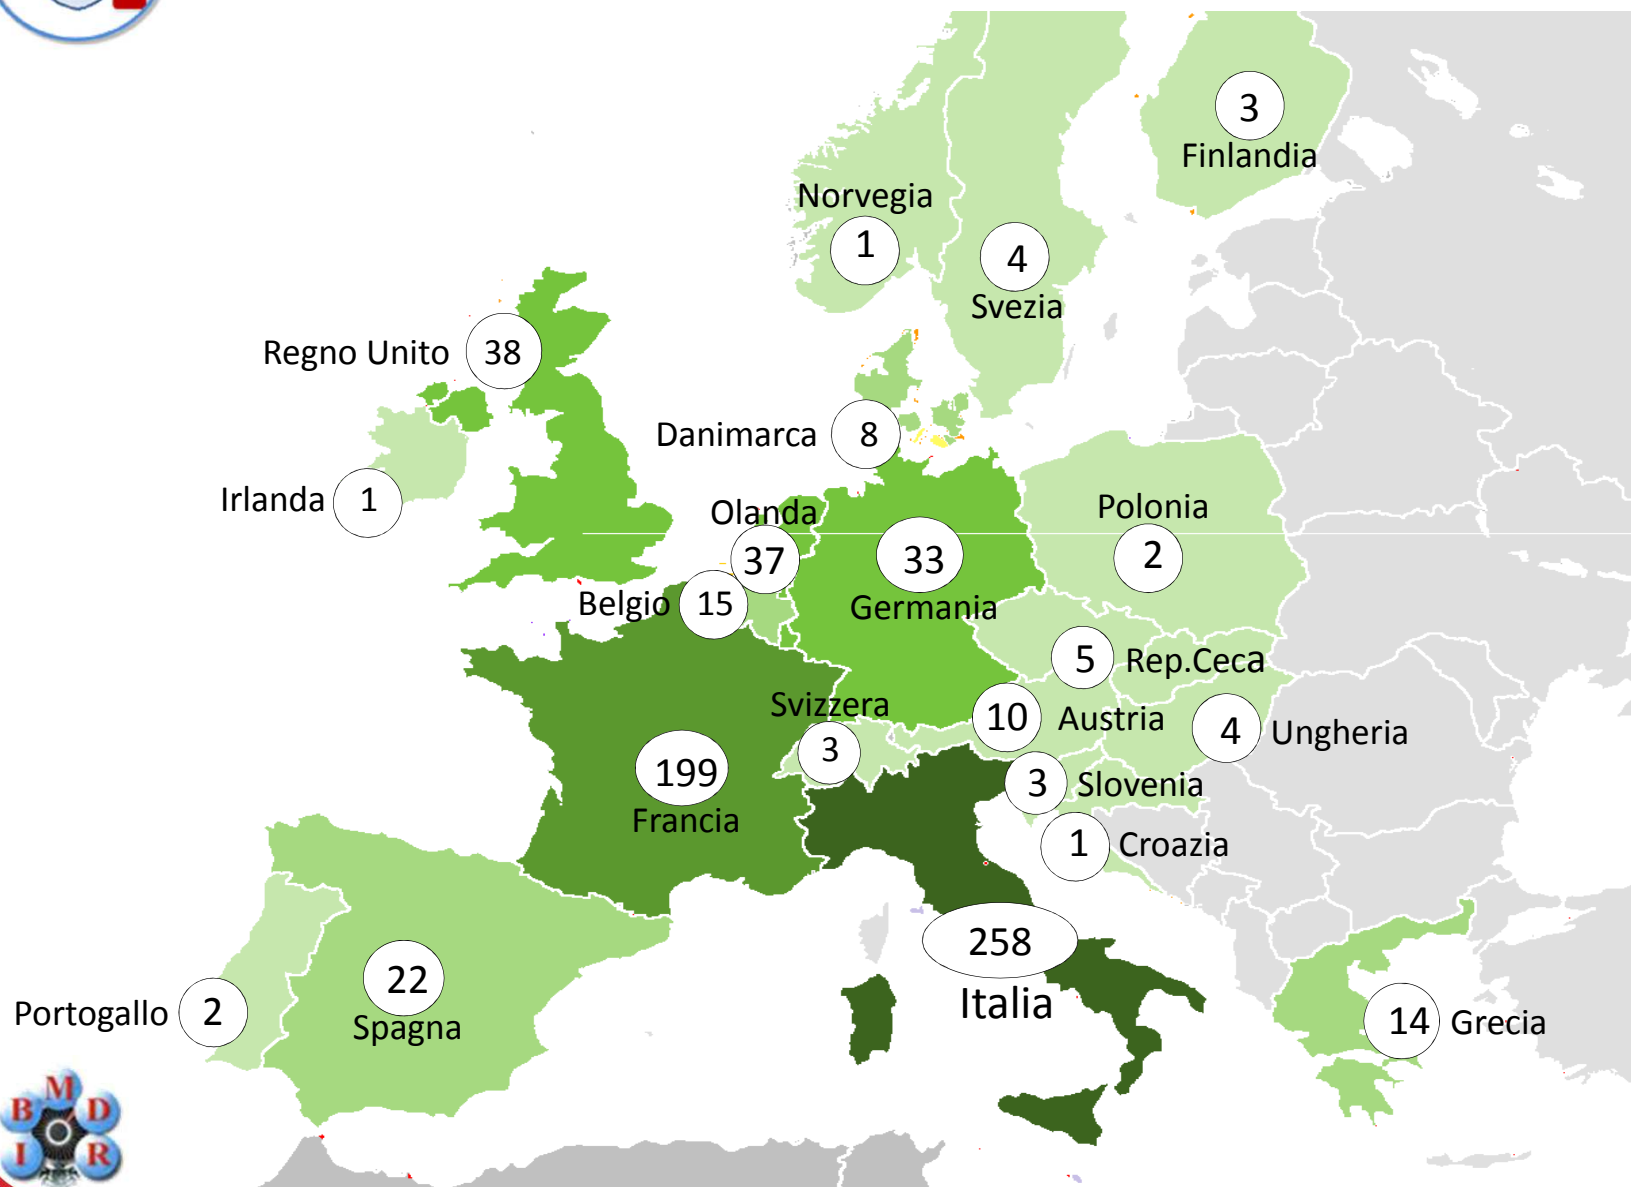 3
Finlandia
Norvegia
1
4
Svezia
Regno Unito
38
Danimarca
8
Irlanda
1
Olanda
37
33
Germania
Polonia
2
Belgio
15
5
Rep.Ceca
Svizzera
3
10
Austria
4
Ungheria
199
Francia
3
Slovenia
1
Croazia
258
Italia
22
Spagna
Portogallo
2
14
Grecia
M
B D
I R